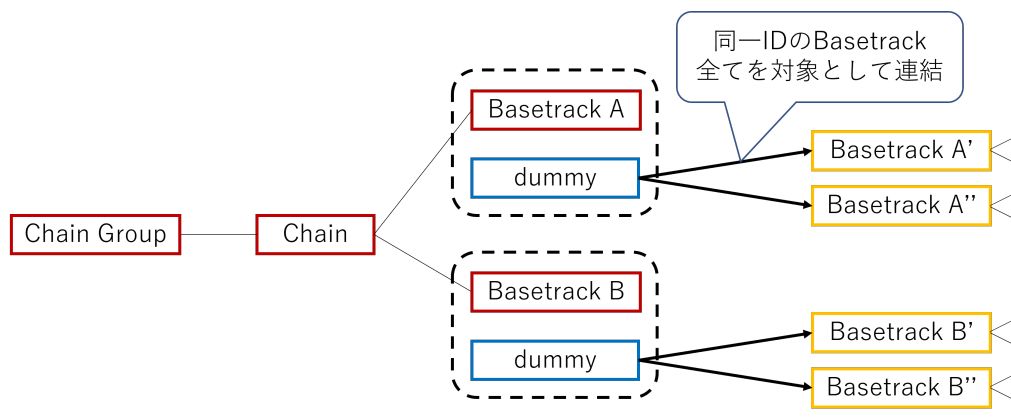 同一IDのBasetrack
全てを対象として連結
Basetrack A
dummy
Basetrack A’
Basetrack A’’
Chain Group
Chain
Basetrack B
dummy
Basetrack B’
Basetrack B’’